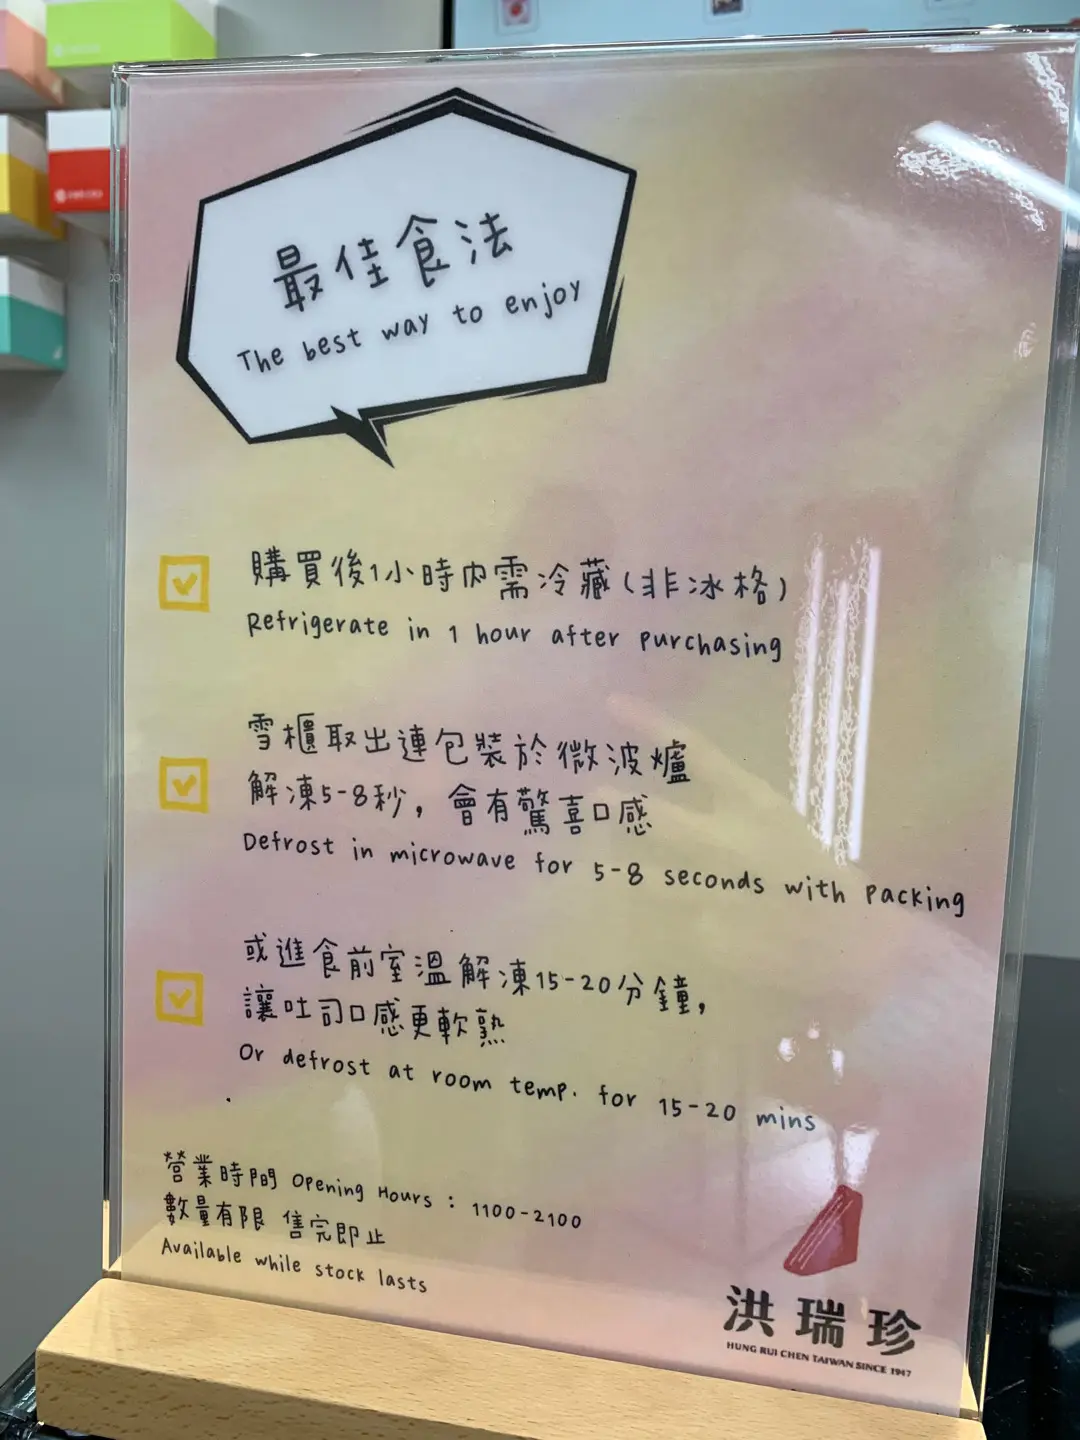 最佳食法
The best way to enjoy
購買後1小時內需冷藏(非冰格)
Refrigerate in 1 hour after purchasing
雪櫃取出連包裝於微波爐
解凍5-8秒，會有驚喜口感
Defrost in microwave for 5-8 seconds with packing
或進食前室溫解凍15-20分鐘，
讓吐司口感更軟熟
Or defrost at room temp. for 15-20 mins
營業時間 Opening Hours : 1100-2100
數量有限 售完即止
Available while stock lasts
洪瑞珍
HUNG RUI CHEN TAIWAN SINCE 1947